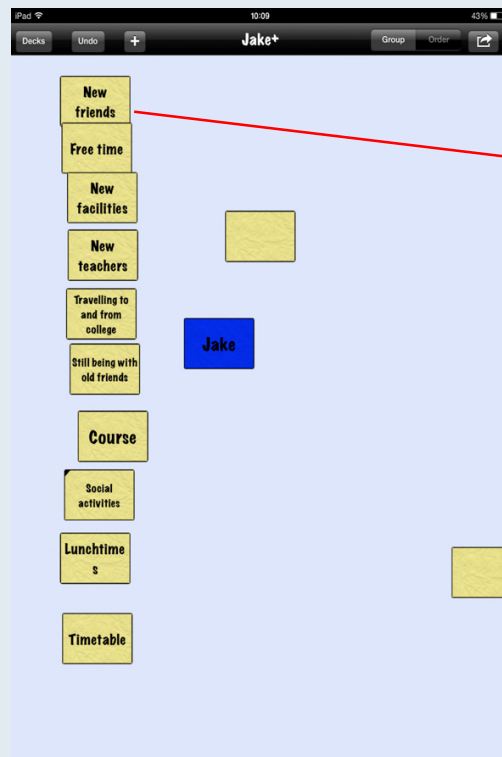 iPad 10:09 43%
Decks Undo + Jake+ Group Order
New
friends
Free time
New
facilities
New
teachers
Travelling to
and from
college
Still being with
old friends
Jake
Course
Social
activities
Lunchtime
s
Timetable